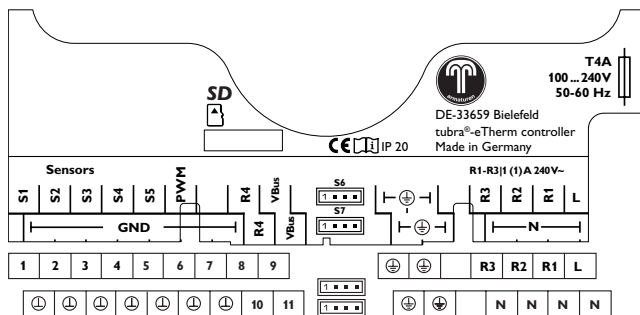 T4A
100 ... 240V
50-60 Hz
SD
armaturen
DE-33659 Bielefeld
tubra®-eTherm controller
Made in Germany
CE i IP 20
Sensors
R1-R3|1 (1) A 240V~
S1 S2 S3 S4 S5 PWM R4 VBus S6 R3 R2 R1 L
S7
GND R4 VBus N
1 2 3 4 5 6 7 8 9 R3 R2 R1 L
10 11 N N N N